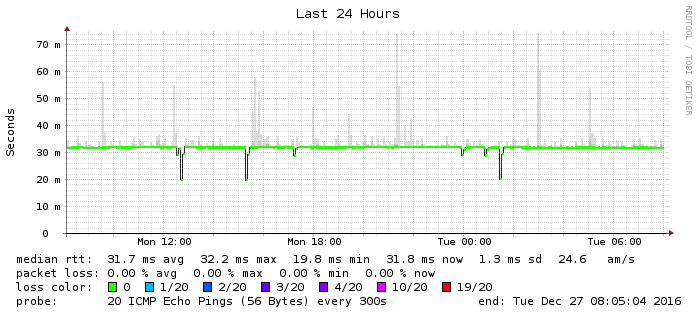 Last 24 Hours
RRDTOOL / TOBI OETIKER
Seconds
70 m
60 m
50 m
40 m
30 m
20 m
10 m
0
Mon 12:00 Mon 18:00 Tue 00:00 Tue 06:00
median rtt: 31.7 ms avg 32.2 ms max 19.8 ms min 31.8 ms now 1.3 ms sd 24.6 am/s
packet loss: 0.00 % avg 0.00 % max 0.00 % min 0.00 % now
loss color: 0 1/20 2/20 3/20 4/20 10/20 19/20
probe: 20 ICMP Echo Pings (56 Bytes) every 300s end: Tue Dec 27 08:05:04 2016